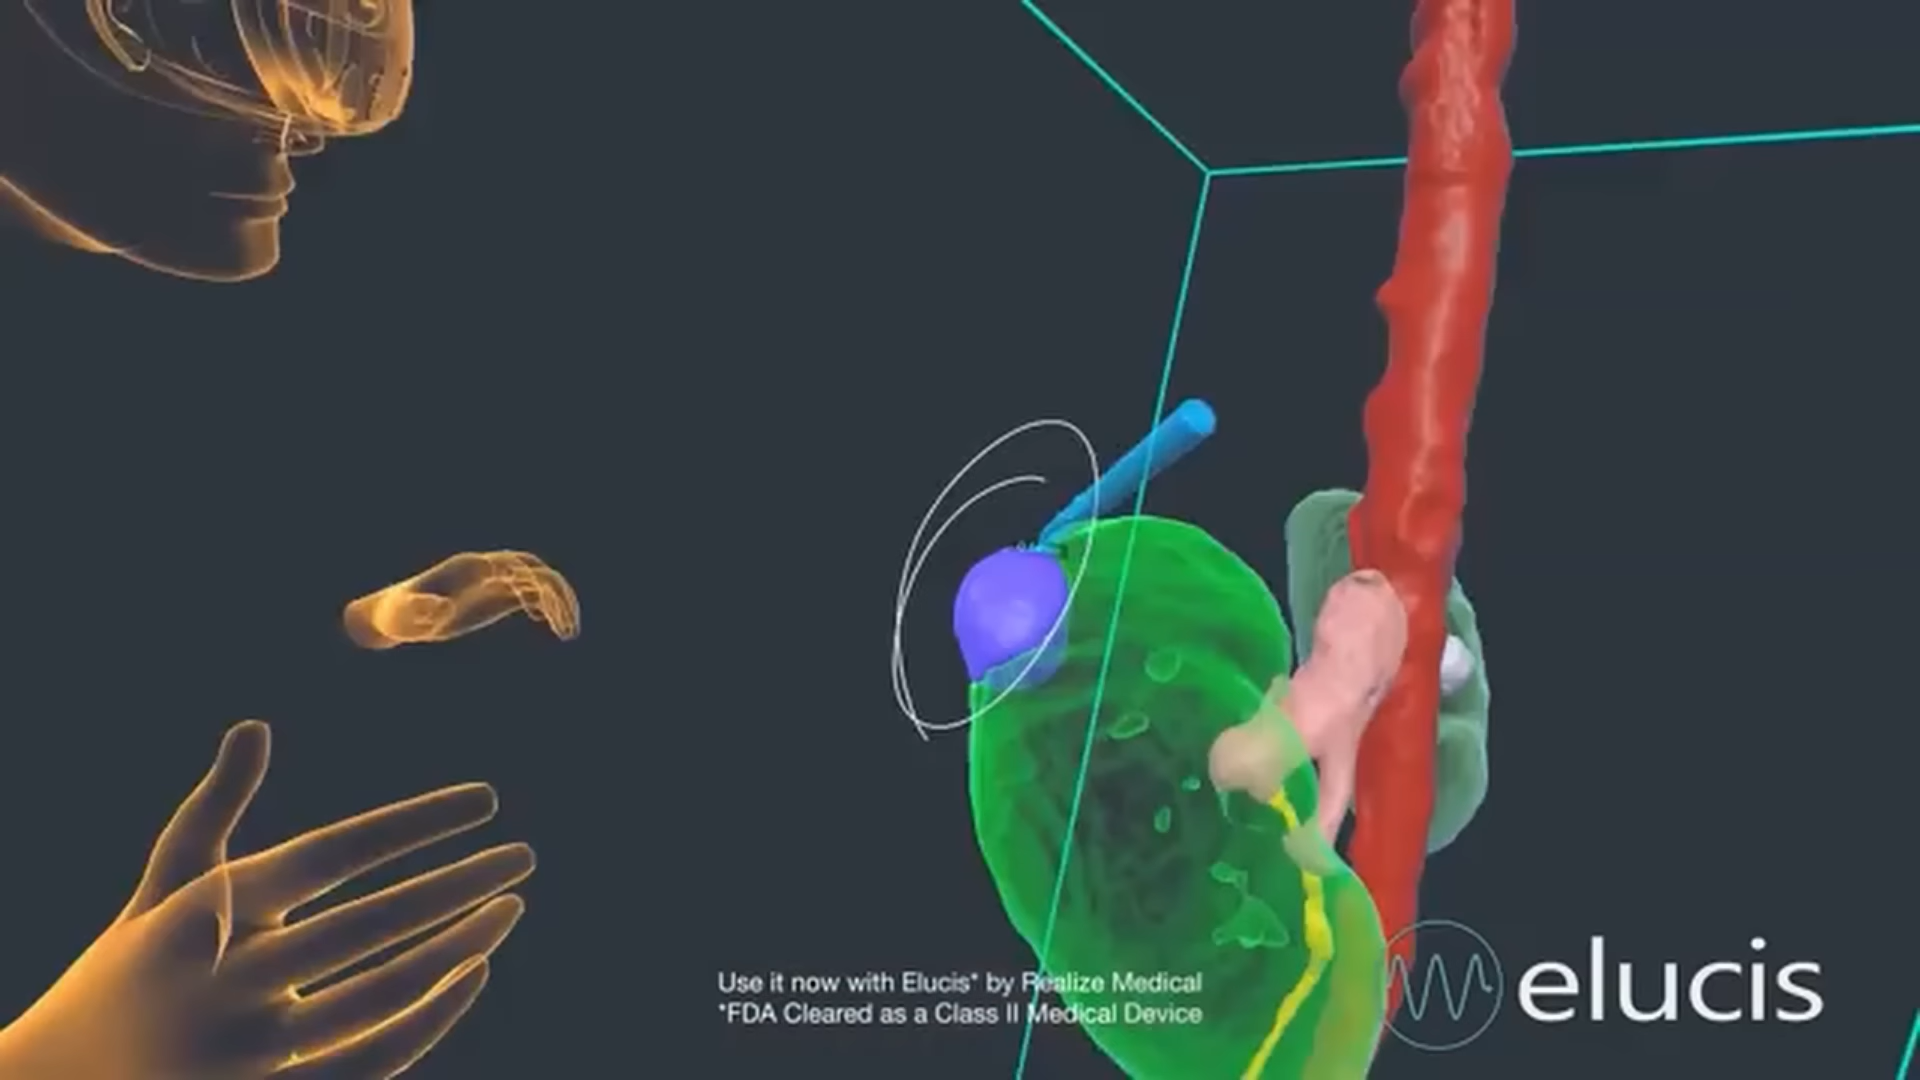 Use it now with Elucis* by Realize Medical
*FDA Cleared as a Class II Medical Device
elucis